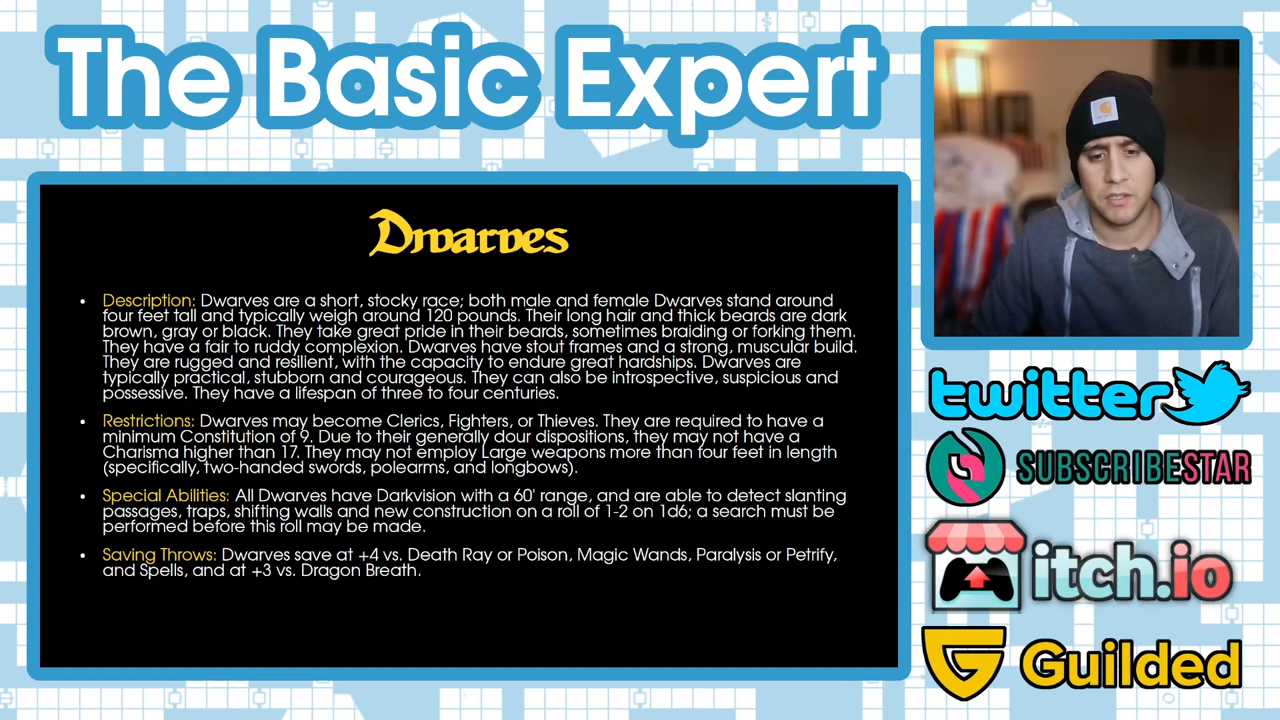 The Basic Expert
Dwarves
• Description: Dwarves are a short, stocky race; both male and female Dwarves stand around
four feet tall and typically weigh around 120 pounds. Their long hair and thick beards are dark
brown, gray or black. They take great pride in their beards, sometimes braiding or forking them.
They have a fair to ruddy complexion. Dwarves have stout frames and a strong, muscular build.
They are rugged and resilient, with the capacity to endure great hardships. Dwarves are
typically practical, stubborn and courageous. They can also be introspective, suspicious and
possessive. They have a lifespan of three to four centuries.
• Restrictions: Dwarves may become Clerics, Fighters, or Thieves. They are required to have a
minimum Constitution of 9. Due to their generally dour dispositions, they may not have a
Charisma higher than 17. They may not employ Large weapons more than four feet in length
(specifically, two-handed swords, polearms, and longbows).
• Special Abilities: All Dwarves have Darkvision with a 60' range, and are able to detect slanting
passages, traps, shifting walls and new construction on a roll of 1-2 on 1d6; a search must be
performed before this roll may be made.
• Saving Throws: Dwarves save at +4 vs. Death Ray or Poison, Magic Wands, Paralysis or Petrify,
and Spells, and at +3 vs. Dragon Breath.
twitter
SUBSCRIBESTAR
itch.io
Guilded